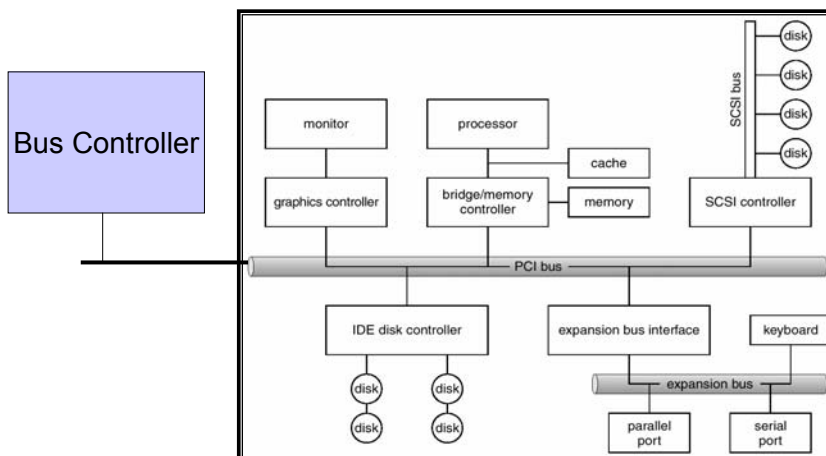 Bus Controller
monitor
processor
cache
graphics controller
bridge/memory
controller
memory
SCSI controller
SCSI bus
disk
disk
disk
disk
PCI bus
IDE disk controller
expansion bus interface
keyboard
disk
disk
disk
disk
expansion bus
parallel
port
serial
port